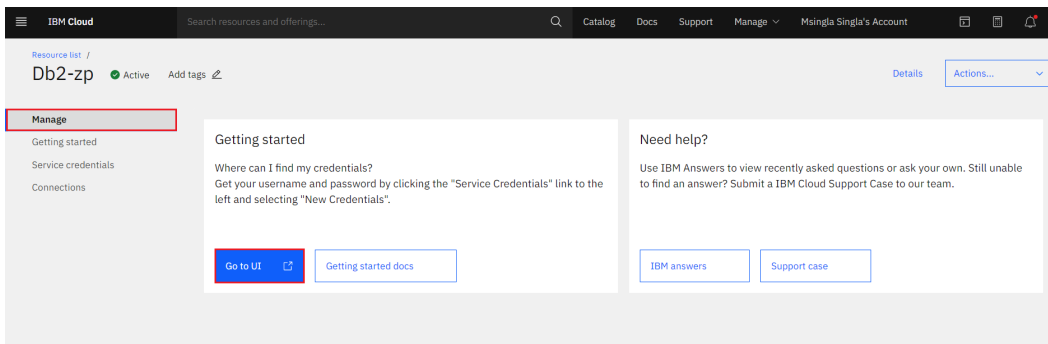 IBM Cloud
Search resources and offerings...
Catalog
Docs
Support
Manage
Msingla Singla's Account
Resource list /
Db2-zp
Active
Add tags
Details
Actions...
Manage
Getting started
Service credentials
Connections
Getting started
Where can I find my credentials?
Get your username and password by clicking the "Service Credentials" link to the
left and selecting "New Credentials".
Go to UI
Getting started docs
Need help?
Use IBM Answers to view recently asked questions or ask your own. Still unable
to find an answer? Submit a IBM Cloud Support Case to our team.
IBM answers
Support case